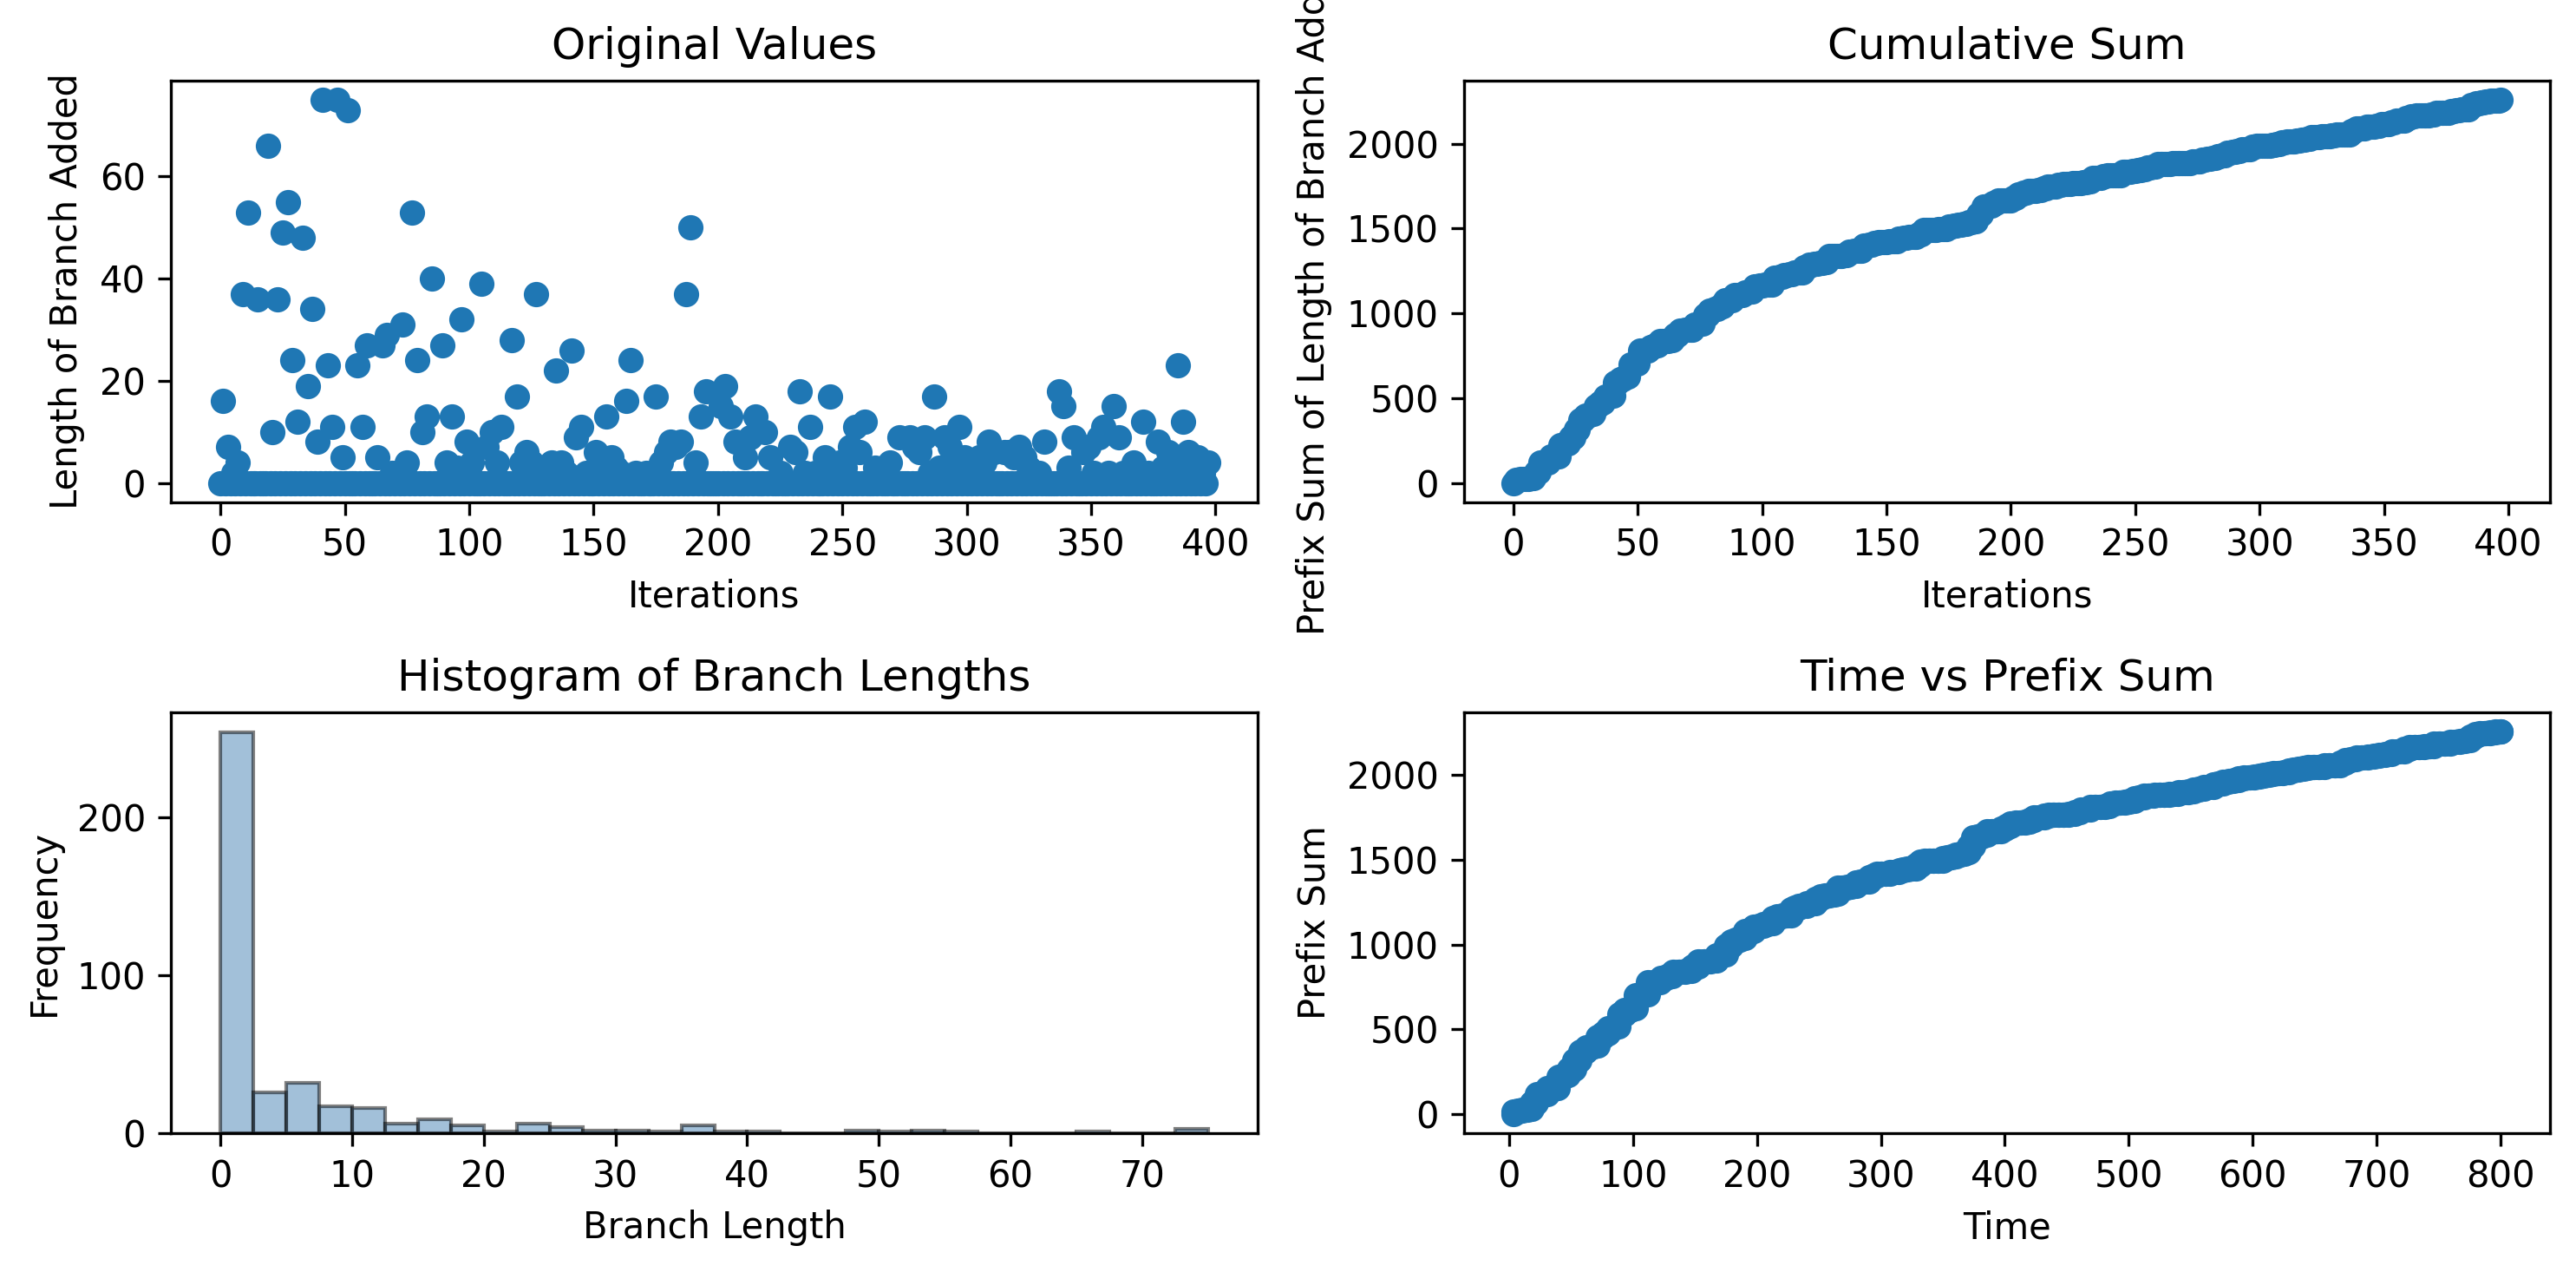 Original Values
Length of Branch Added
60
40
20
0
0 50 100 150 200 250 300 350 400
Iterations
Cumulative Sum
Prefix Sum of Length of Branch
2000
1500
1000
500
0
0 50 100 150 200 250 300 350 400
Iterations
Histogram of Branch Lengths
Frequency
200
100
0
0 10 20 30 40 50 60 70
Branch Length
Time vs Prefix Sum
Prefix Sum
2000
1500
1000
500
0
0 100 200 300 400 500 600 700 800
Time